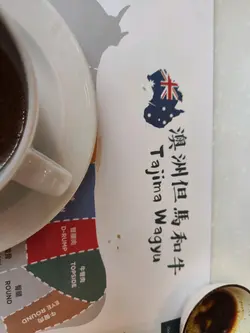 澳洲但馬和牛
Tajima Wagyu
D-RUMP
TOPSIDE
EYE ROUND
ROUND